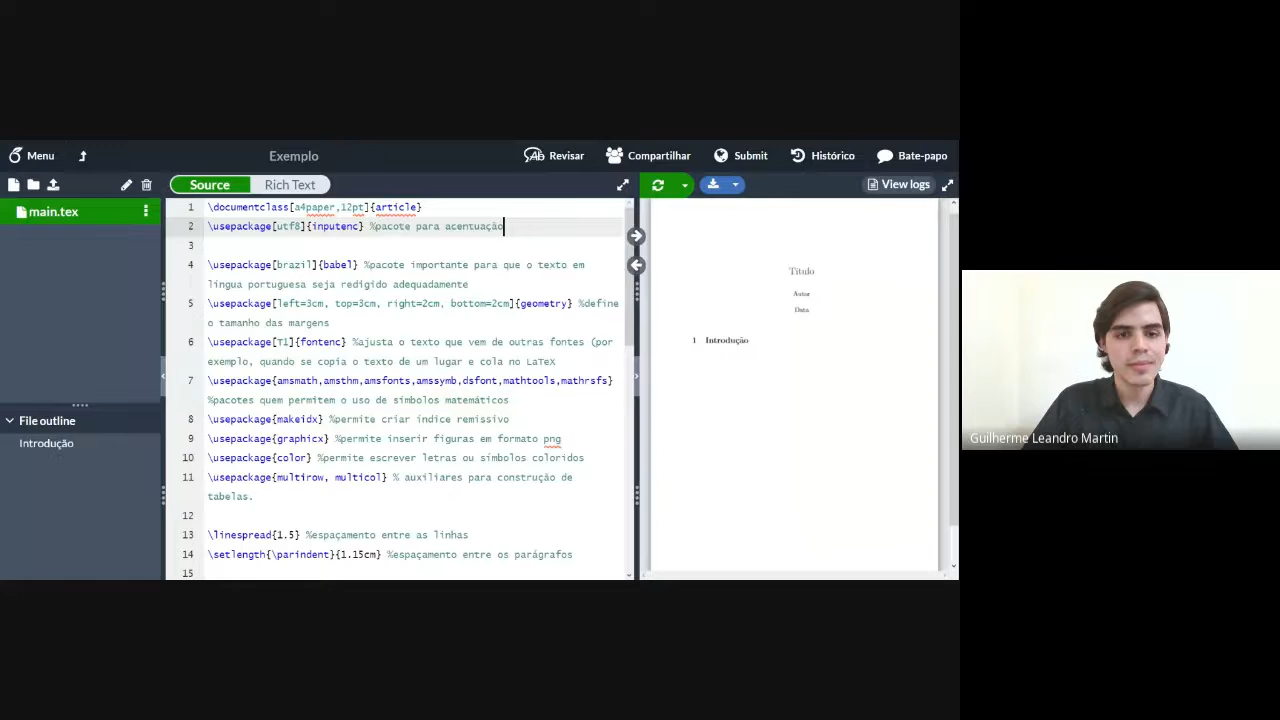 Menu
Exemplo
Revisar
Compartilhar
Submit
Histórico
Bate-papo
Source
Rich Text
View logs
main.tex
File outline
Introdução
1 \documentclass[a4paper,12pt]{article}
2 \usepackage[utf8]{inputenc} %pacote para acentuação
3
4 \usepackage[brazil]{babel} %pacote importante para que o texto em
língua portuguesa seja redigido adequadamente
5 \usepackage[left=3cm, top=3cm, right=2cm, bottom=2cm]{geometry} %define
o tamanho das margens
6 \usepackage[T1]{fontenc} %ajusta o texto que vem de outras fontes (por
exemplo, quando se copia o texto de um lugar e cola no LaTeX
7 \usepackage{amsmath,amsthm,amsfonts,amssymb,dsfont,mathtools,mathrsfs}
%pacotes quem permitem o uso de símbolos matemáticos
8 \usepackage{makeidx} %permite criar índice remissivo
9 \usepackage{graphicx} %permite inserir figuras em formato png
10 \usepackage{color} %permite escrever letras ou símbolos coloridos
11 \usepackage{multirow, multicol} % auxiliares para construção de
tabelas.
12
13 \linespread{1.5} %espaçamento entre as linhas
14 \setlength{\parindent}{1.15cm} %espaçamento entre os parágrafos
15
Título
Autor
Data
1 Introdução
Guilherme Leandro Martin